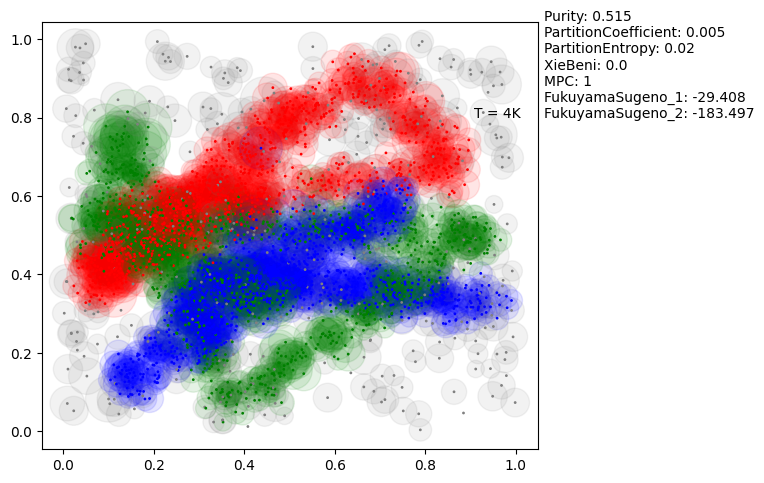 Purity: 0.515
PartitionCoefficient: 0.005
PartitionEntropy: 0.02
XieBeni: 0.0
MPC: 1
FukuyamaSugeno_1: -29.408
FukuyamaSugeno_2: -183.497
T = 4K
1.0
0.8
0.6
0.4
0.2
0.0
0.0 0.2 0.4 0.6 0.8 1.0